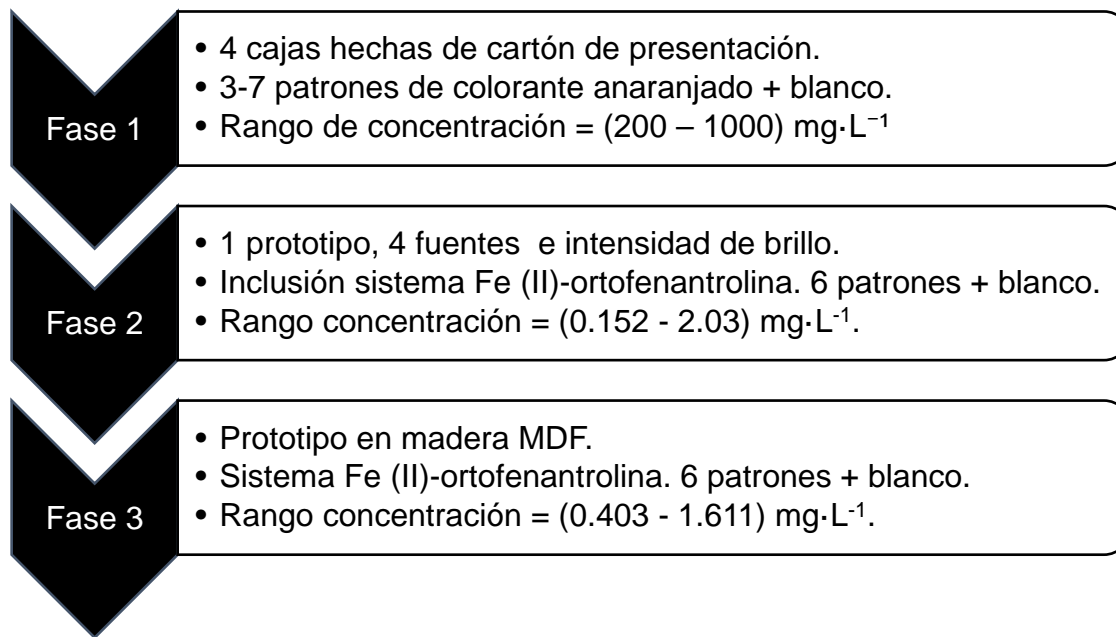 Fase 1
• 4 cajas hechas de cartón de presentación.
• 3-7 patrones de colorante anaranjado + blanco.
• Rango de concentración = (200 – 1000) mg·L⁻¹
Fase 2
• 1 prototipo, 4 fuentes e intensidad de brillo.
• Inclusión sistema Fe (II)-ortofenantrolina. 6 patrones + blanco.
• Rango concentración = (0.152 - 2.03) mg·L⁻¹.
Fase 3
• Prototipo en madera MDF.
• Sistema Fe (II)-ortofenantrolina. 6 patrones + blanco.
• Rango concentración = (0.403 - 1.611) mg·L⁻¹.